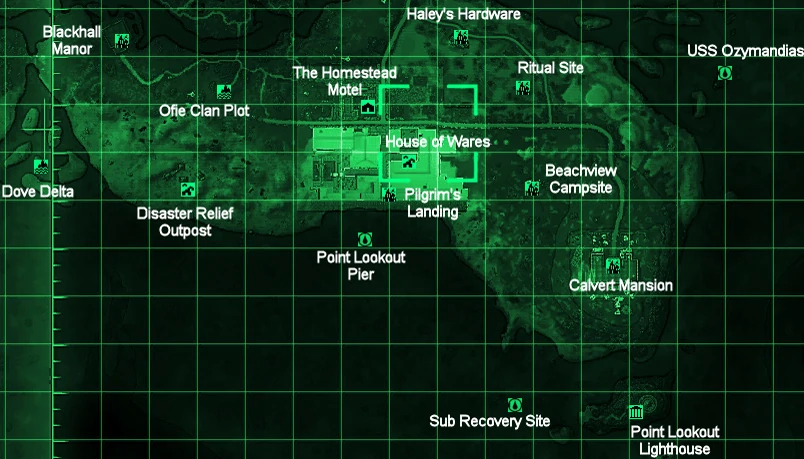 Haley's Hardware
Blackhall
Manor
USS Ozymandias
Ritual Site
The Homestead
Motel
Ofie Clan Plot
House of Wares
Beachview
Campsite
Dove Delta
Pilgrim's
Landing
Disaster Relief
Outpost
Point Lookout
Pier
Calvert Mansion
Sub Recovery Site
Point Lookout
Lighthouse